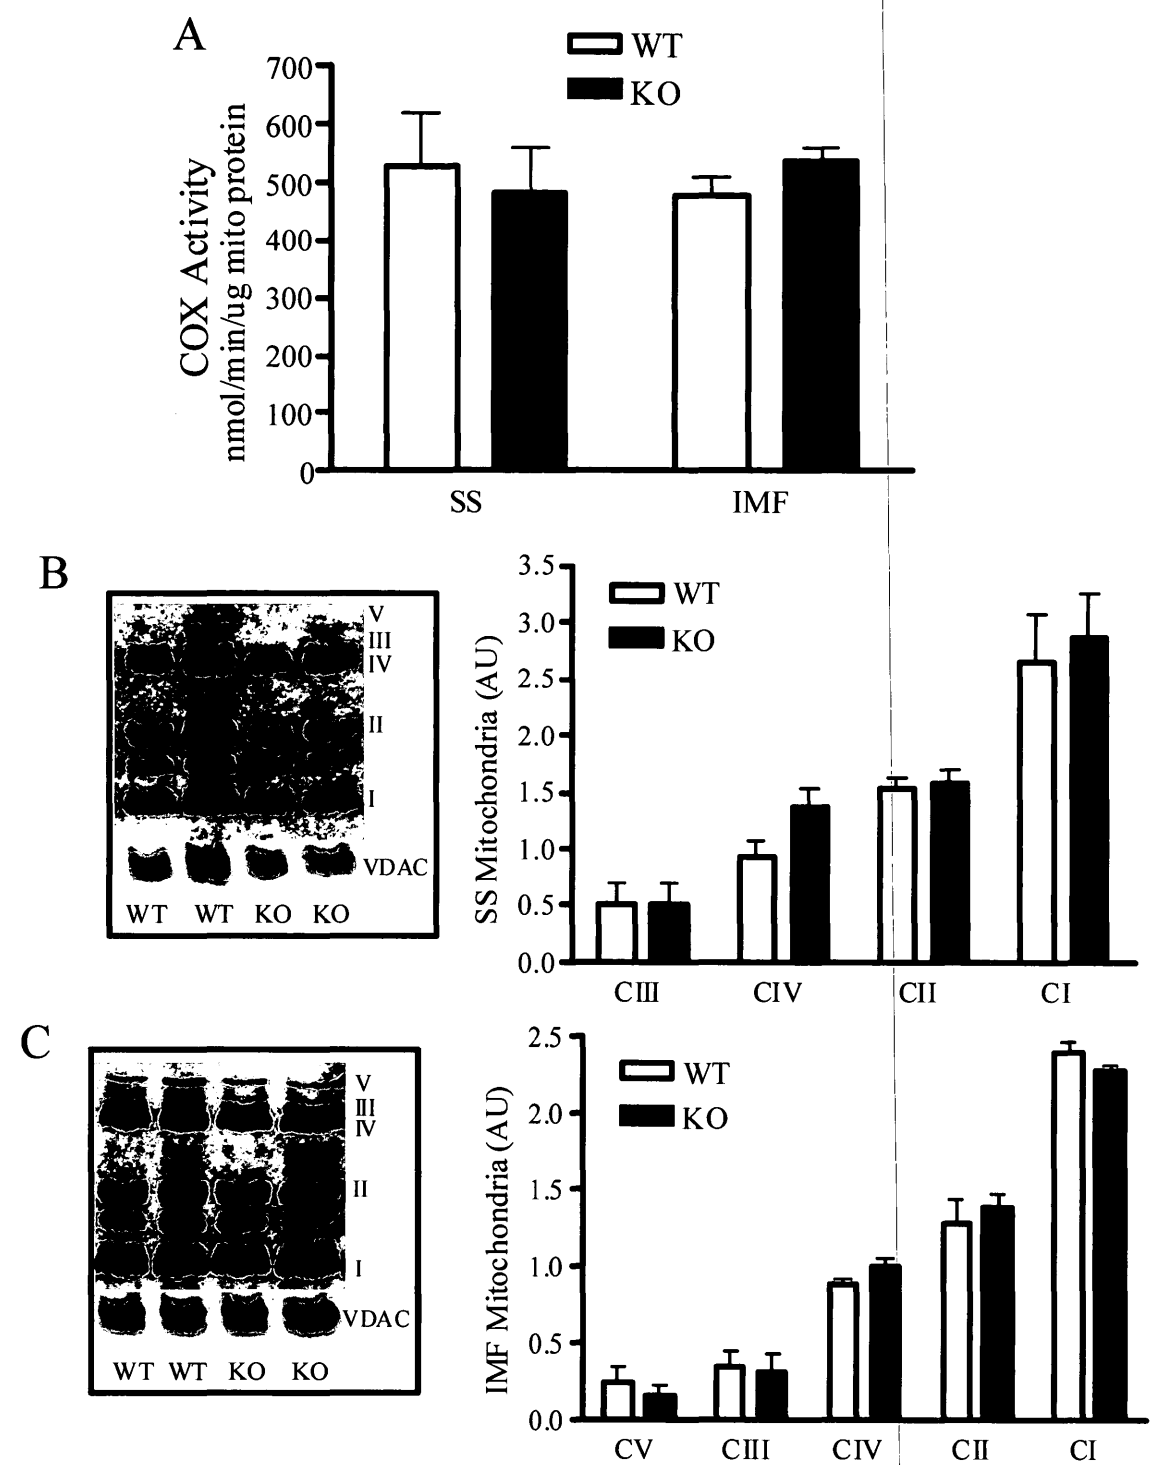 A
WT
KO
700
600
500
400
300
200
100
0
COX Activity
nmol/min/ug mito protein
SS IMF
B
V
III
IV
II
I
VDAC
WT WT KO KO
WT
KO
3.5
3.0
2.5
2.0
1.5
1.0
0.5
0.0
SS Mitochondria (AU)
CIII CIV CII CI
C
V
III
IV
II
I
VDAC
WT WT KO KO
WT
KO
2.5
2.0
1.5
1.0
0.5
0.0
IMF Mitochondria (AU)
CV CIII CIV CII CI